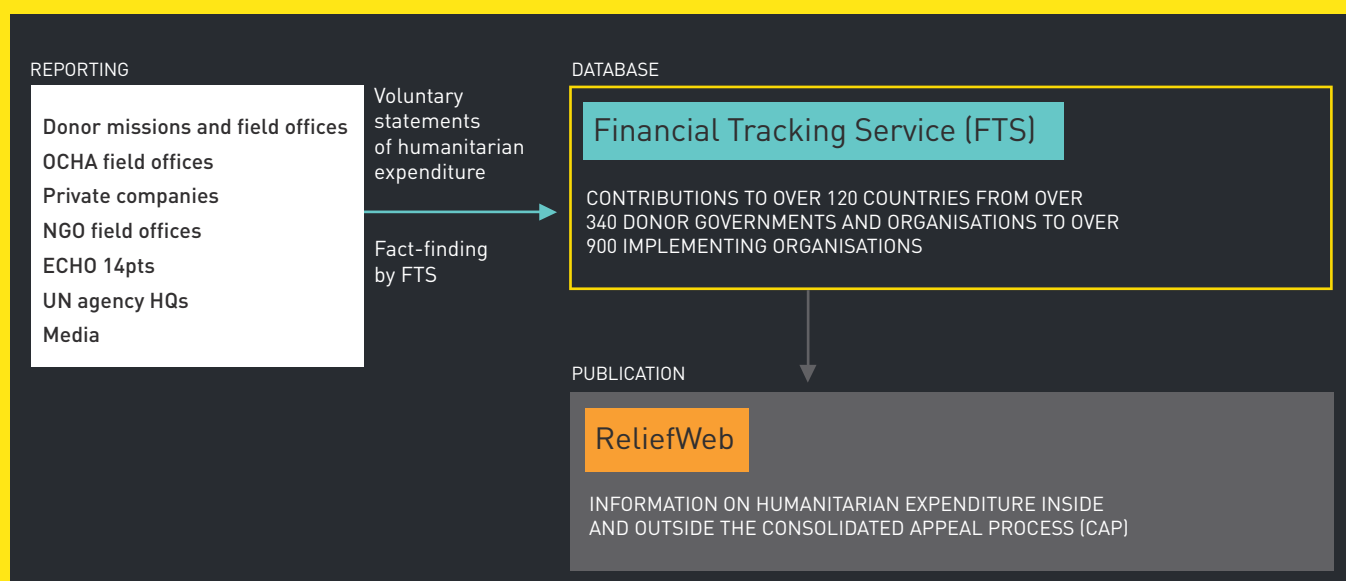 REPORTING
Donor missions and field offices
OCHA field offices
Private companies
NGO field offices
ECHO 14pts
UN agency HQs
Media
Voluntary
statements
of humanitarian
expenditure
Fact-finding
by FTS
DATABASE
Financial Tracking Service (FTS)
CONTRIBUTIONS TO OVER 120 COUNTRIES FROM OVER
340 DONOR GOVERNMENTS AND ORGANISATIONS TO OVER
900 IMPLEMENTING ORGANISATIONS
PUBLICATION
ReliefWeb
INFORMATION ON HUMANITARIAN EXPENDITURE INSIDE
AND OUTSIDE THE CONSOLIDATED APPEAL PROCESS (CAP)